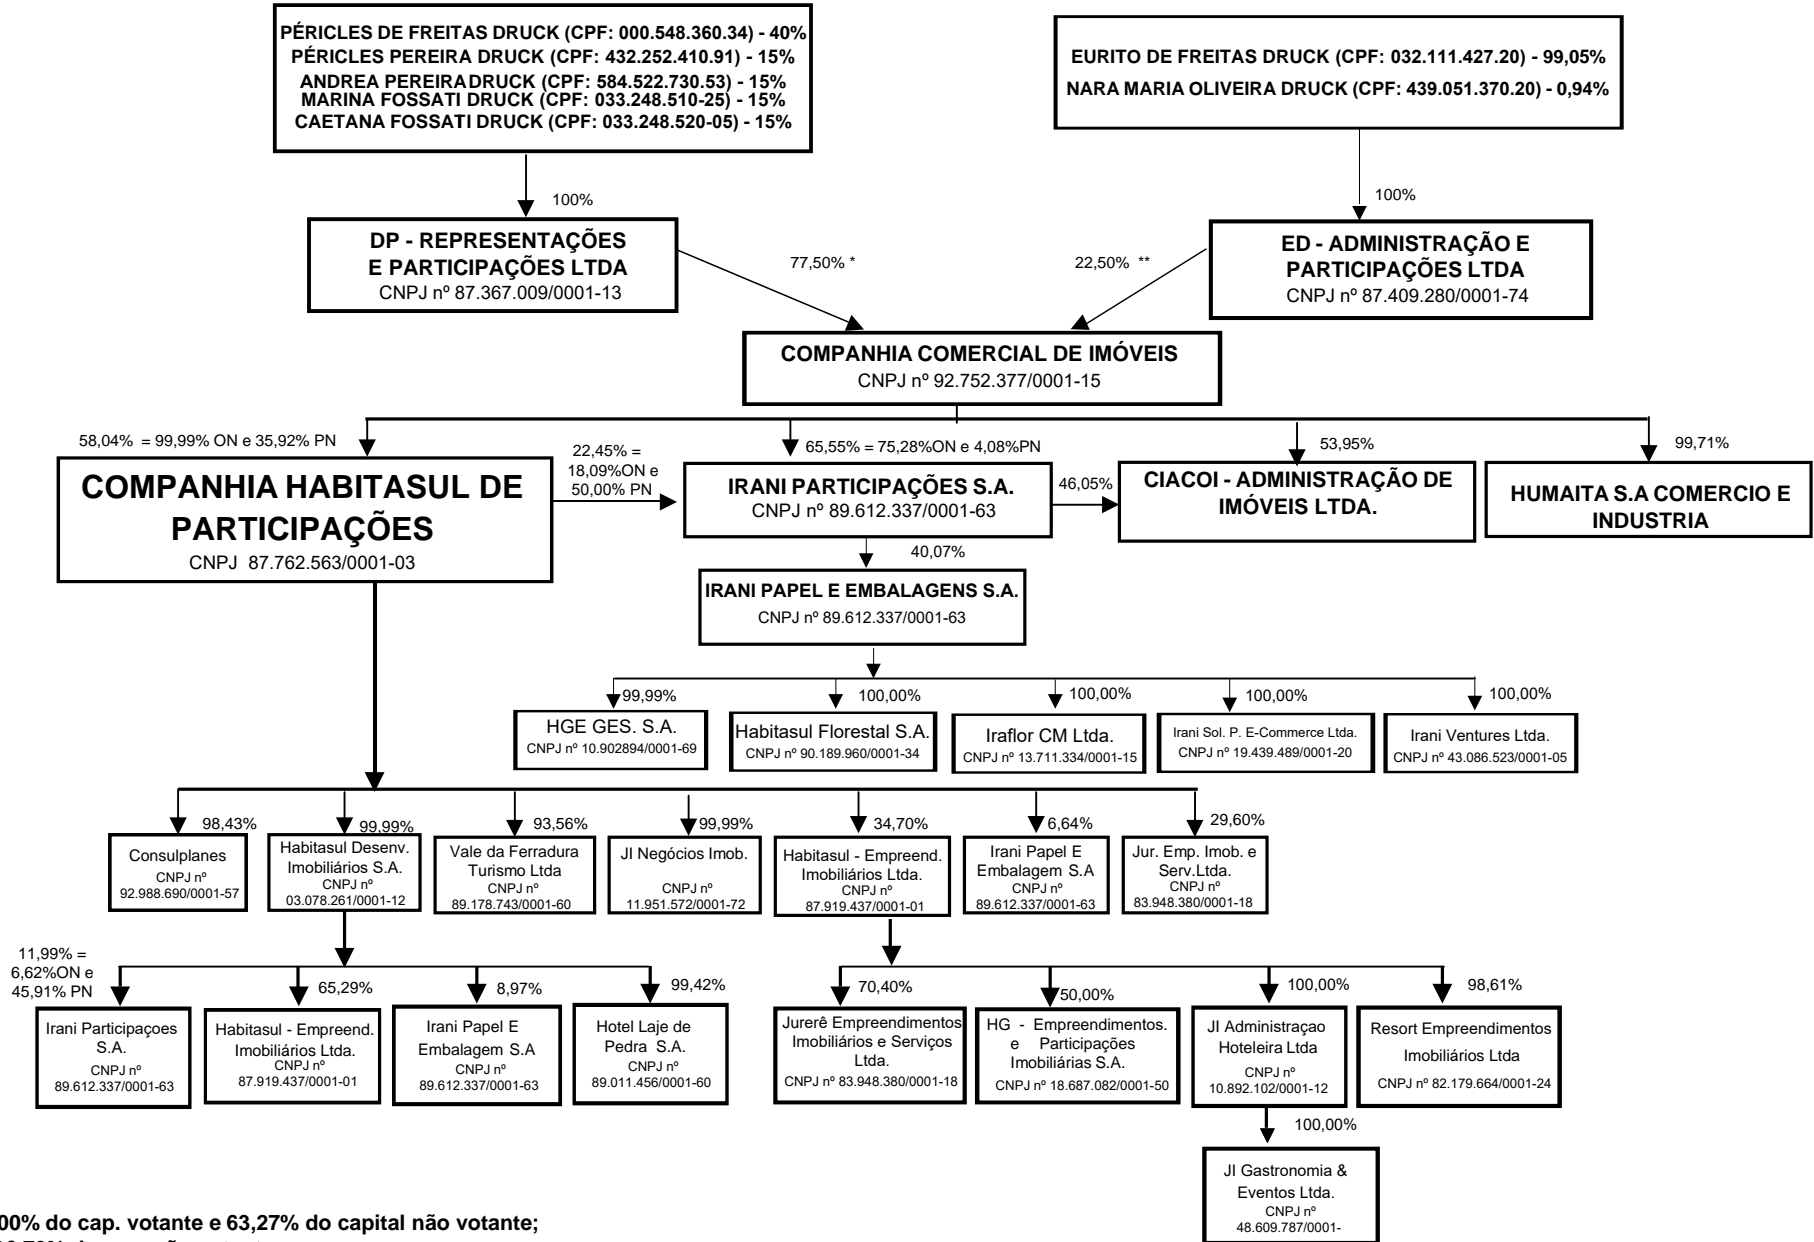 PÉRICLES DE FREITAS DRUCK (CPF: 000.548.360.34) - 40%
PÉRICLES PEREIRA DRUCK (CPF: 432.252.410.91) - 15%
ANDREA PEREIRADRUCK (CPF: 584.522.730.53) - 15%
MARINA FOSSATI DRUCK (CPF: 033.248.510-25) - 15%
CAETANA FOSSATI DRUCK (CPF: 033.248.520-05) - 15%
EURITO DE FREITAS DRUCK (CPF: 032.111.427.20) - 99,05%
NARA MARIA OLIVEIRA DRUCK (CPF: 439.051.370.20) - 0,94%
100%
100%
DP - REPRESENTAÇÕES
E PARTICIPAÇÕES LTDA
CNPJ nº 87.367.009/0001-13
77,50% *
22,50% **
ED - ADMINISTRAÇÃO E
PARTICIPAÇÕES LTDA
CNPJ nº 87.409.280/0001-74
COMPANHIA COMERCIAL DE IMÓVEIS
CNPJ nº 92.752.377/0001-15
58,04% = 99,99% ON e 35,92% PN
22,45% =
18,09%ON e
50,00% PN
65,55% = 75,28%ON e 4,08%PN
53,95%
99,71%
COMPANHIA HABITASUL DE
PARTICIPAÇÕES
CNPJ 87.762.563/0001-03
IRANI PARTICIPAÇÕES S.A.
CNPJ nº 89.612.337/0001-63
46,05%
CIACOI - ADMINISTRAÇÃO DE
IMÓVEIS LTDA.
HUMAITA S.A COMERCIO E
INDUSTRIA
40,07%
IRANI PAPEL E EMBALAGENS S.A.
CNPJ nº 89.612.337/0001-63
99,99%
100,00%
100,00%
100,00%
100,00%
HGE GES. S.A.
CNPJ nº 10.902894/0001-69
Habitasul Florestal S.A.
CNPJ nº 90.189.960/0001-34
Iraflor CM Ltda.
CNPJ nº 13.711.334/0001-15
Irani Sol. P. E-Commerce Ltda.
CNPJ nº 19.439.489/0001-20
Irani Ventures Ltda.
CNPJ nº 43.086.523/0001-05
98,43%
99,99%
93,56%
99,99%
34,70%
6,64%
29,60%
Consulplanes
CNPJ nº
92.988.690/0001-57
Habitasul Desenv.
Imobiliários S.A.
CNPJ nº
03.078.261/0001-12
Vale da Ferradura
Turismo Ltda
CNPJ nº
89.178.743/0001-60
JI Negócios Imob.
CNPJ nº
11.951.572/0001-72
Habitasul - Empreend.
Imobiliários Ltda.
CNPJ nº
87.919.437/0001-01
Irani Papel E
Embalagem S.A
CNPJ nº
89.612.337/0001-63
Jur. Emp. Imob. e
Serv.Ltda.
CNPJ nº
83.948.380/0001-18
11,99% =
6,62%ON e
45,91% PN
65,29%
8,97%
99,42%
70,40%
50,00%
100,00%
98,61%
Irani Participaçoes
S.A.
CNPJ nº
89.612.337/0001-63
Habitasul - Empreend.
Imobiliários Ltda.
CNPJ nº
87.919.437/0001-01
Irani Papel E
Embalagem S.A
CNPJ nº
89.612.337/0001-63
Hotel Laje de
Pedra S.A.
CNPJ nº
89.011.456/0001-60
Jurerê Empreendimentos
Imobiliários e Serviços
Ltda.
CNPJ nº 83.948.380/0001-18
HG - Empreendimentos.
e Participações
Imobiliárias S.A.
CNPJ nº 18.687.082/0001-50
JI Administraçao
Hoteleira Ltda
CNPJ nº
10.892.102/0001-12
Resort Empreendimentos
Imobiliários Ltda
CNPJ nº 82.179.664/0001-24
100,00%
JI Gastronomia &
Eventos Ltda.
CNPJ nº
48.609.787/0001-
00% do cap. votante e 63,27% do capital não votante;